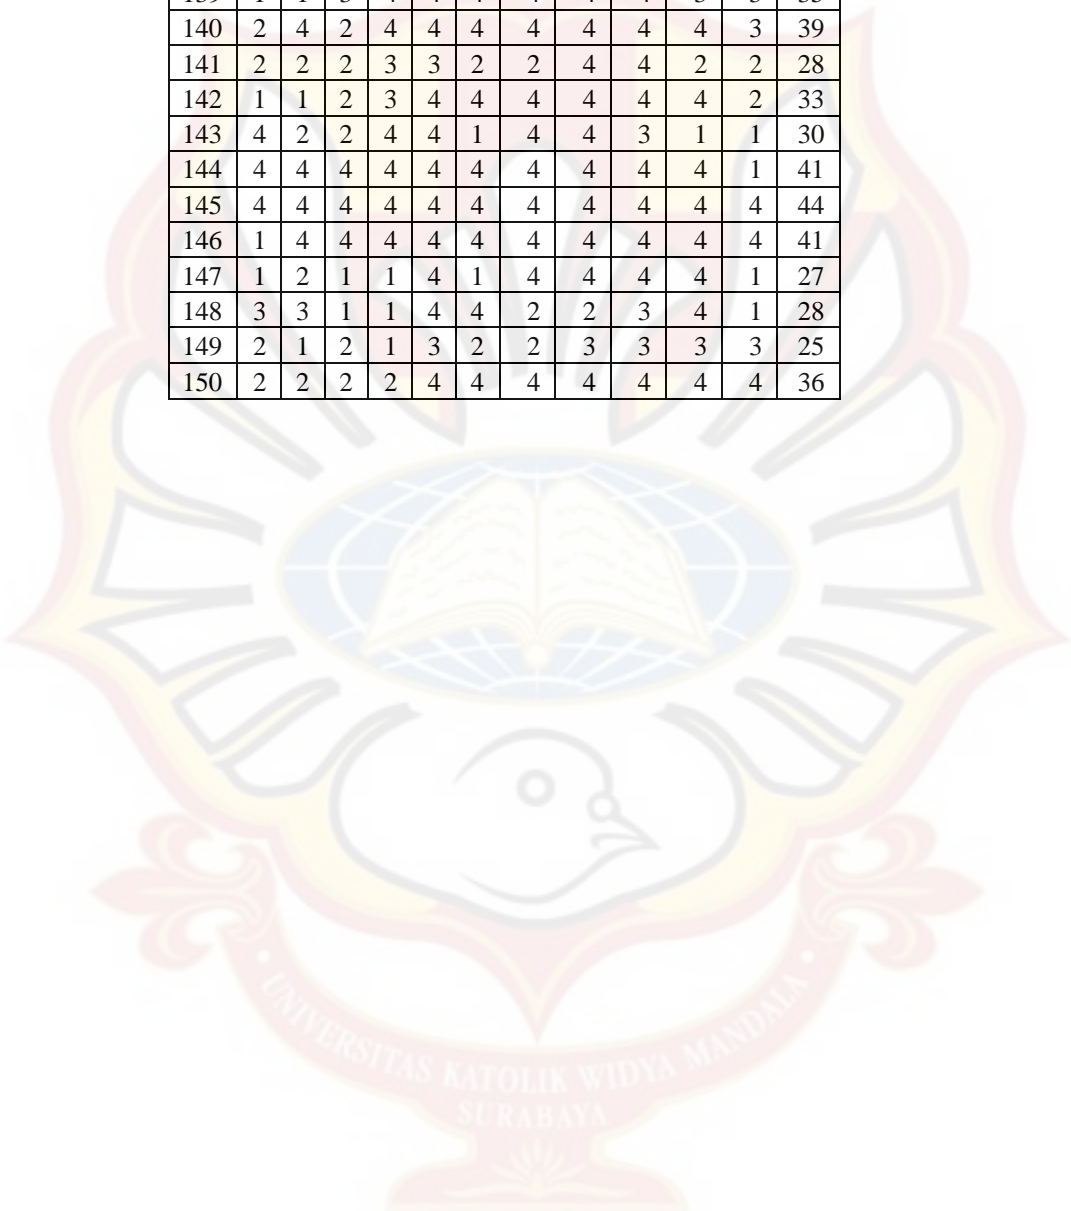 140 2 4 2 4 4 4 4 4 4 4 3 39
141 2 2 2 3 3 2 2 4 4 2 2 28
142 1 1 2 3 4 4 4 4 4 4 2 33
143 4 2 2 4 4 1 4 4 3 1 1 30
144 4 4 4 4 4 4 4 4 4 4 1 41
145 4 4 4 4 4 4 4 4 4 4 4 44
146 1 4 4 4 4 4 4 4 4 4 4 41
147 1 2 1 1 4 1 4 4 4 4 1 27
148 3 3 1 1 4 4 2 2 3 4 1 28
149 2 1 2 1 3 2 2 3 3 3 3 25
150 2 2 2 2 4 4 4 4 4 4 4 36
UNIVERSITAS KATOLIK WIDYA MANDALA
SURABAYA